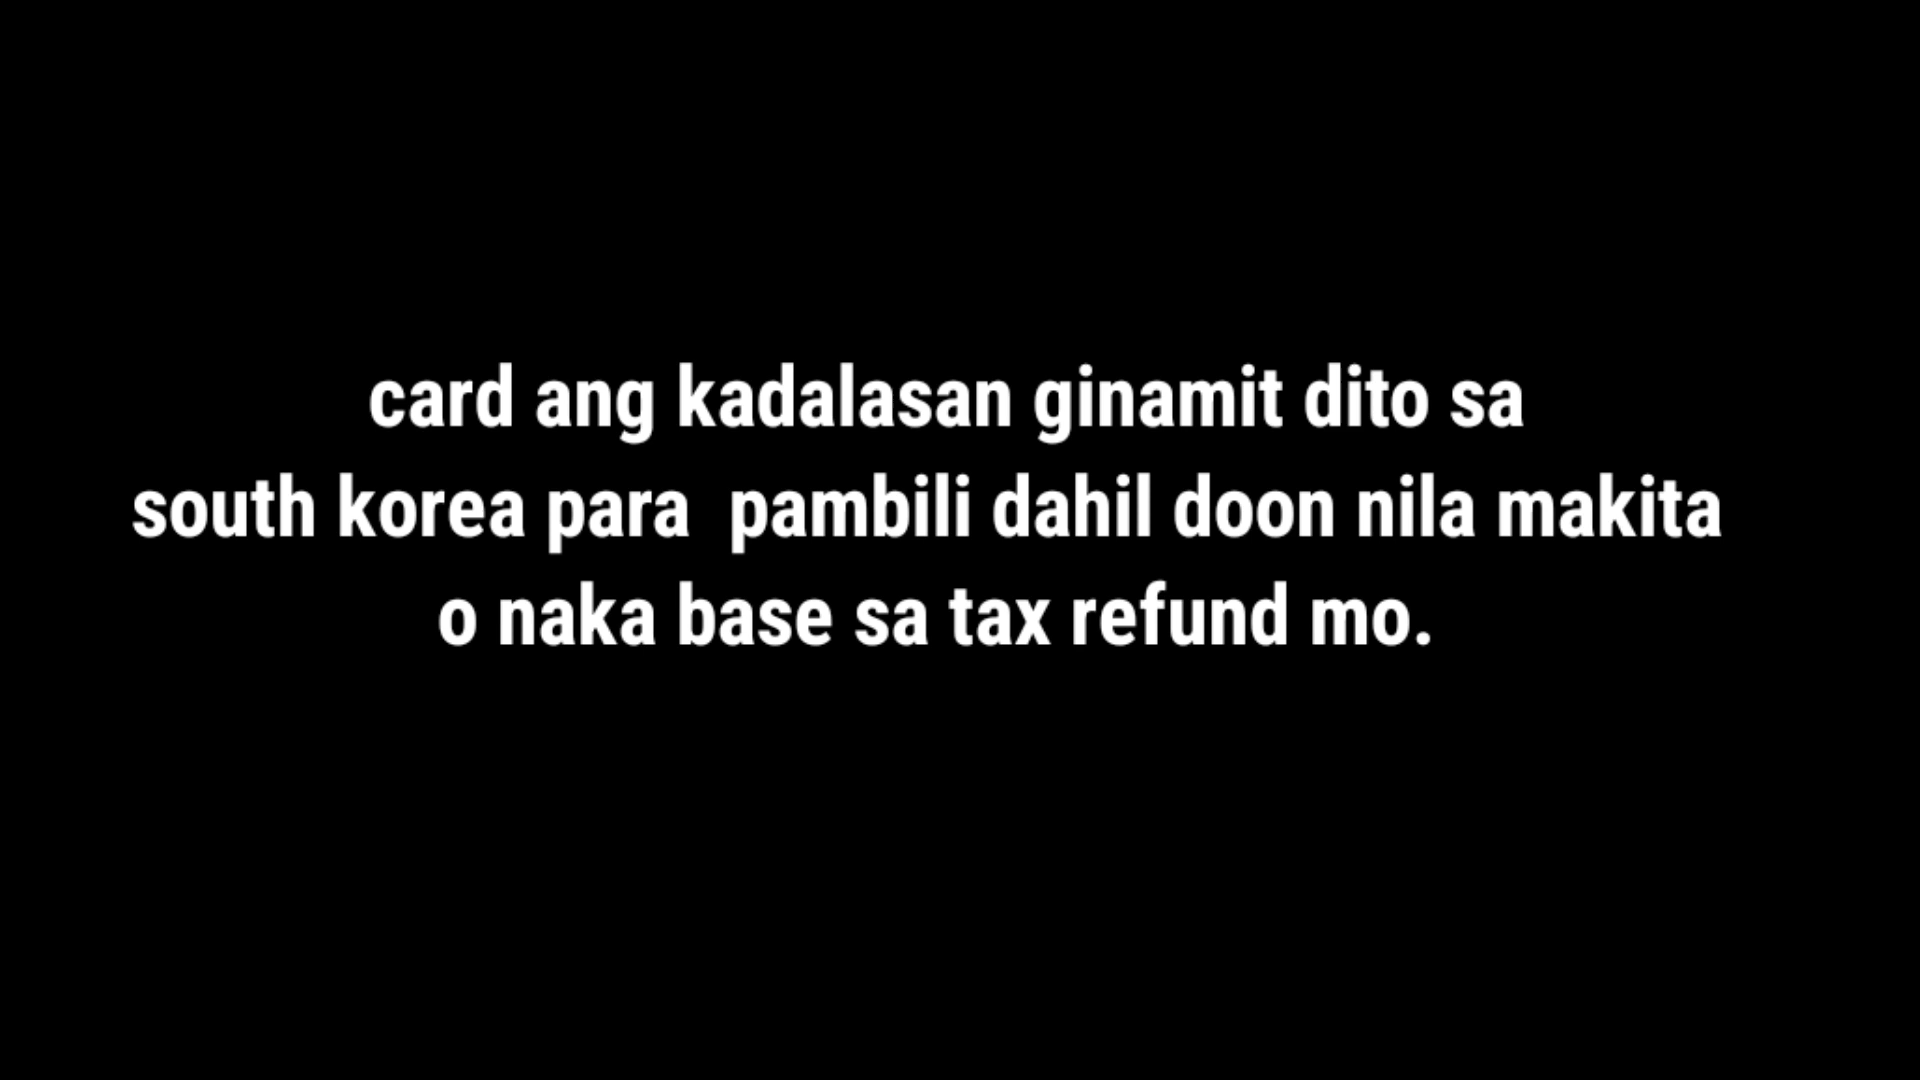 card ang kadalasan ginamit dito sa
south korea para  pambili dahil doon nila makita
o naka base sa tax refund mo.